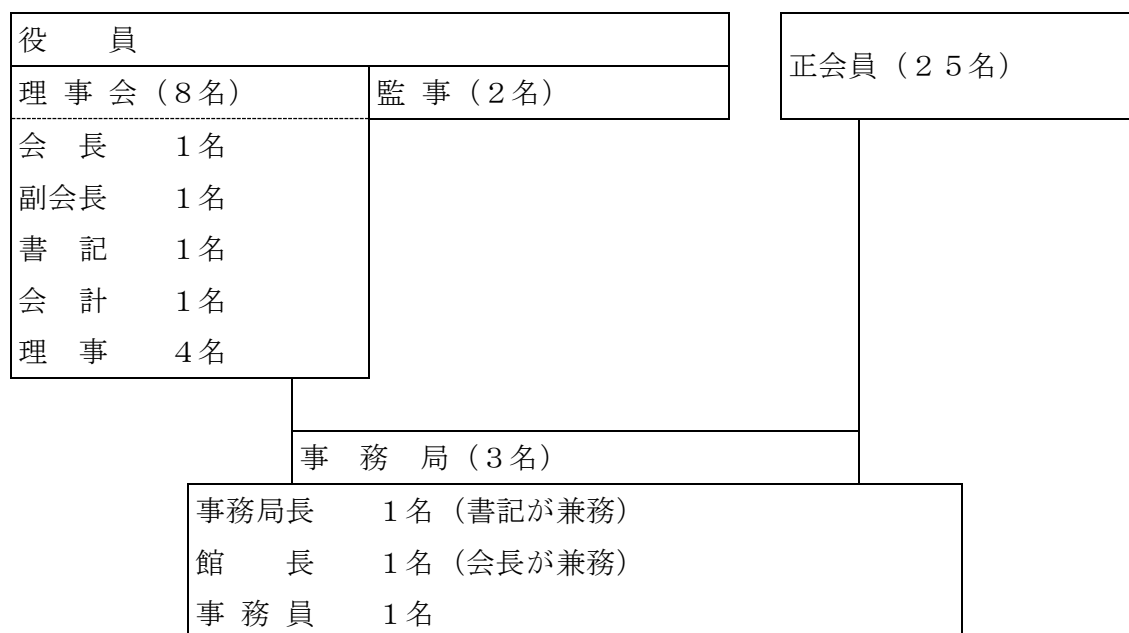 役　　員
理 事 会（８名）
監 事（２名）
会　長　　１名
副会長　　１名
書　記　　１名
会　計　　１名
理　事　　４名
正会員（２５名）
事　務　局（３名）
事務局長　　１名（書記が兼務）
館　　長　　１名（会長が兼務）
事 務 員　　１名